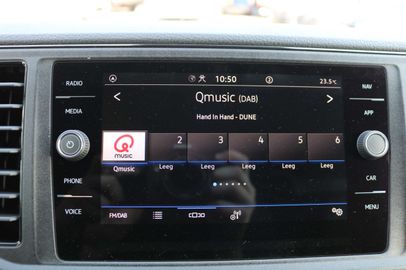 10:50
23.5°C
RADIO
NAV
Qmusic (DAB)
MEDIA
APP
Hand In Hand - DUNE
2 3 4 5 6
music
Qmusic Leeg Leeg Leeg Leeg Leeg
PHONE
CAR
VOICE
FM/DAB
MENU